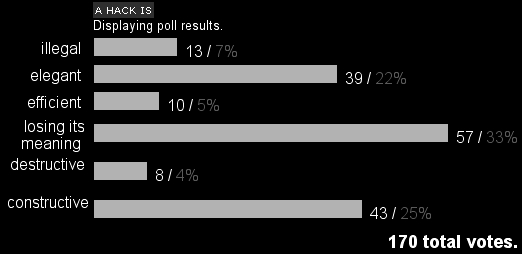 A HACK IS
Displaying poll results.
illegal 13 / 7%
elegant 39 / 22%
efficient 10 / 5%
losing its
meaning 57 / 33%
destructive 8 / 4%
constructive 43 / 25%
170 total votes.